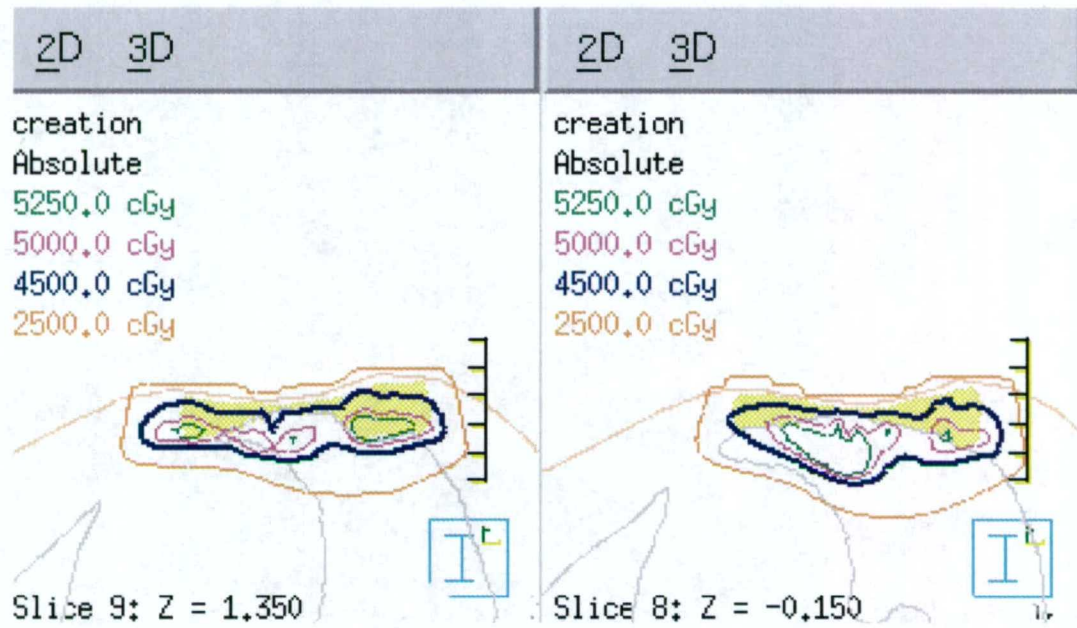 2D 3D
creation
Absolute
5250.0 cGy
5000.0 cGy
4500.0 cGy
2500.0 cGy
Slice 9: Z = 1.350
2D 3D
creation
Absolute
5250.0 cGy
5000.0 cGy
4500.0 cGy
2500.0 cGy
Slice 8: Z = -0.150